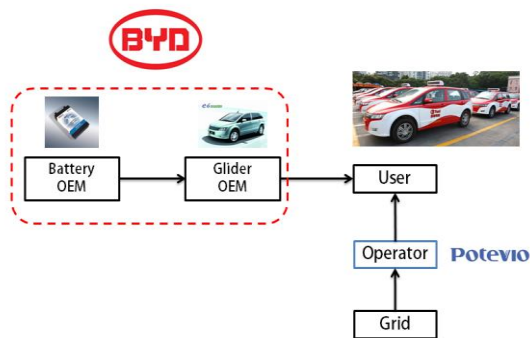 BYD
Battery
OEM
Glider
OEM
User
Operator
Potevio
Grid